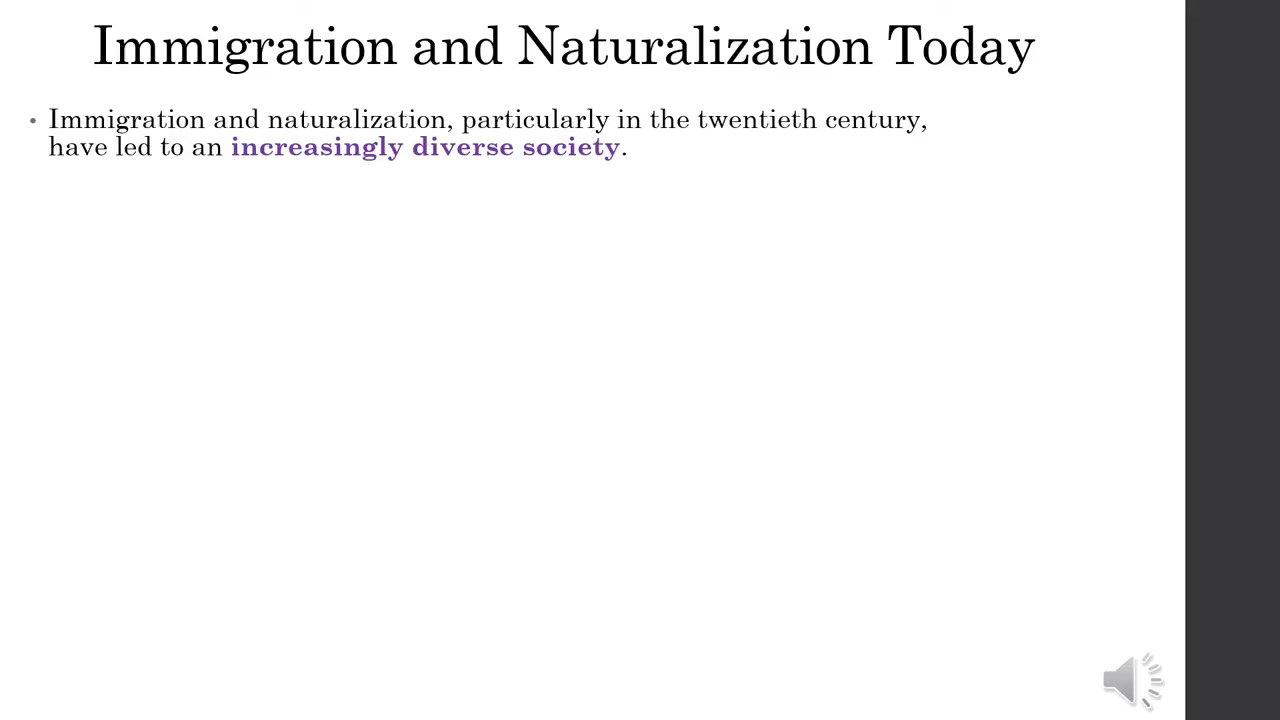 Immigration and Naturalization Today
• Immigration and naturalization, particularly in the twentieth century,
have led to an increasingly diverse society.